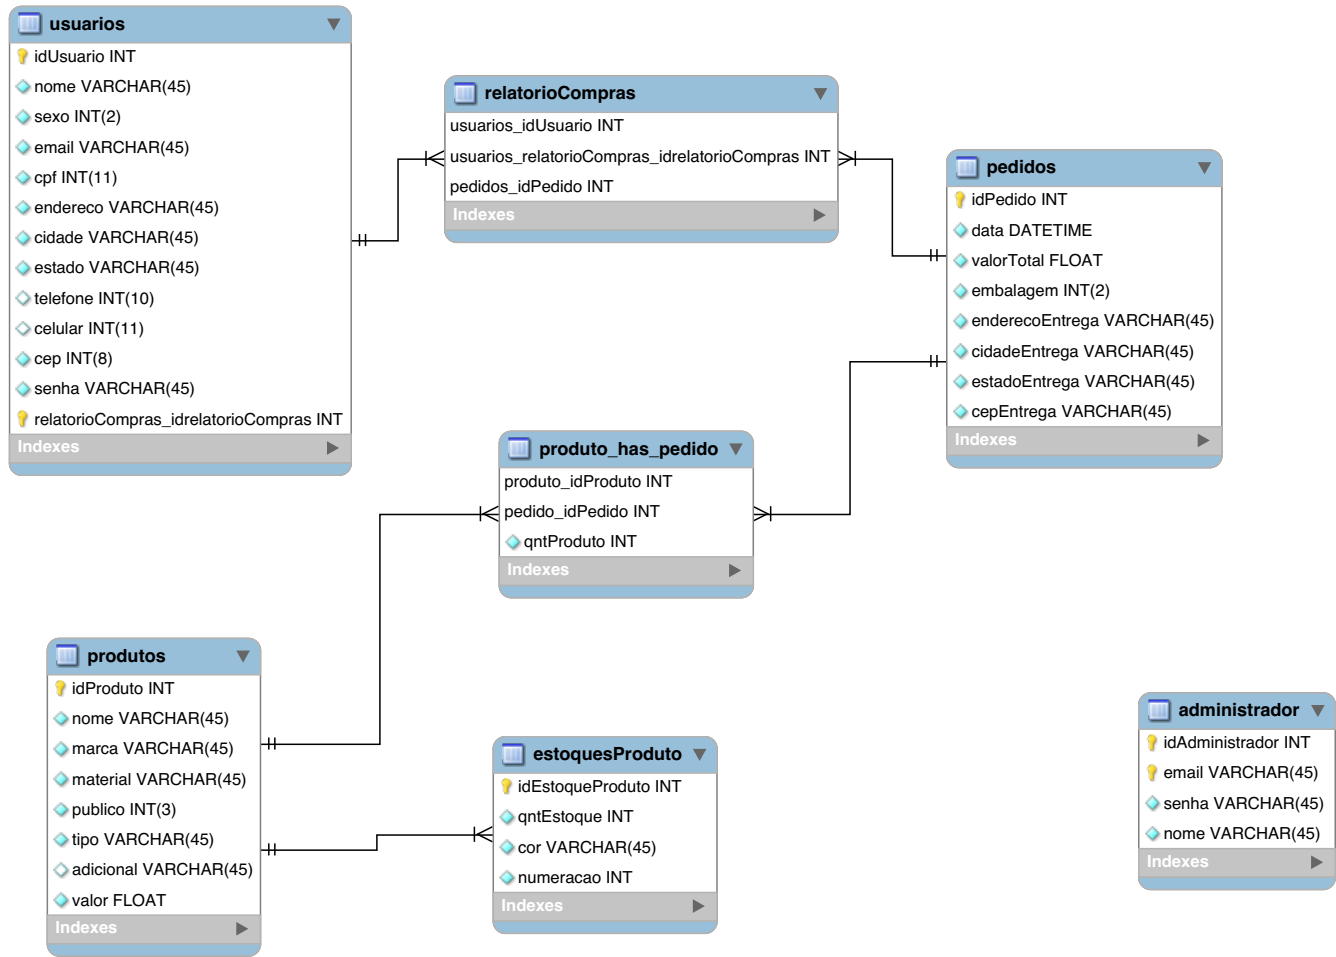 usuarios
idUsuario INT
nome VARCHAR(45)
sexo INT(2)
email VARCHAR(45)
cpf INT(11)
endereco VARCHAR(45)
cidade VARCHAR(45)
estado VARCHAR(45)
telefone INT(10)
celular INT(11)
cep INT(8)
senha VARCHAR(45)
relatorioCompras_idrelatorioCompras INT
Indexes
relatorioCompras
usuarios_idUsuario INT
usuarios_relatorioCompras_idrelatorioCompras INT
pedidos_idPedido INT
Indexes
pedidos
idPedido INT
data DATETIME
valorTotal FLOAT
embalagem INT(2)
enderecoEntrega VARCHAR(45)
cidadeEntrega VARCHAR(45)
estadoEntrega VARCHAR(45)
cepEntrega VARCHAR(45)
Indexes
produto_has_pedido
produto_idProduto INT
pedido_idPedido INT
qntProduto INT
Indexes
produtos
idProduto INT
nome VARCHAR(45)
marca VARCHAR(45)
material VARCHAR(45)
publico INT(3)
tipo VARCHAR(45)
adicional VARCHAR(45)
valor FLOAT
Indexes
estoquesProduto
idEstoqueProduto INT
qntEstoque INT
cor VARCHAR(45)
numeracao INT
Indexes
administrador
idAdministrador INT
email VARCHAR(45)
senha VARCHAR(45)
nome VARCHAR(45)
Indexes